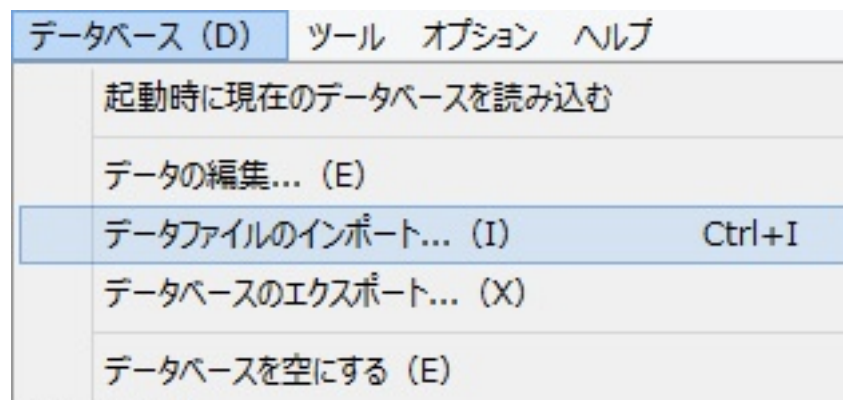 データベース（D） ツール オプション ヘルプ
起動時に現在のデータベースを読み込む
データの編集...（E）
データファイルのインポート...（I） Ctrl+I
データベースのエクスポート...（X）
データベースを空にする（E）